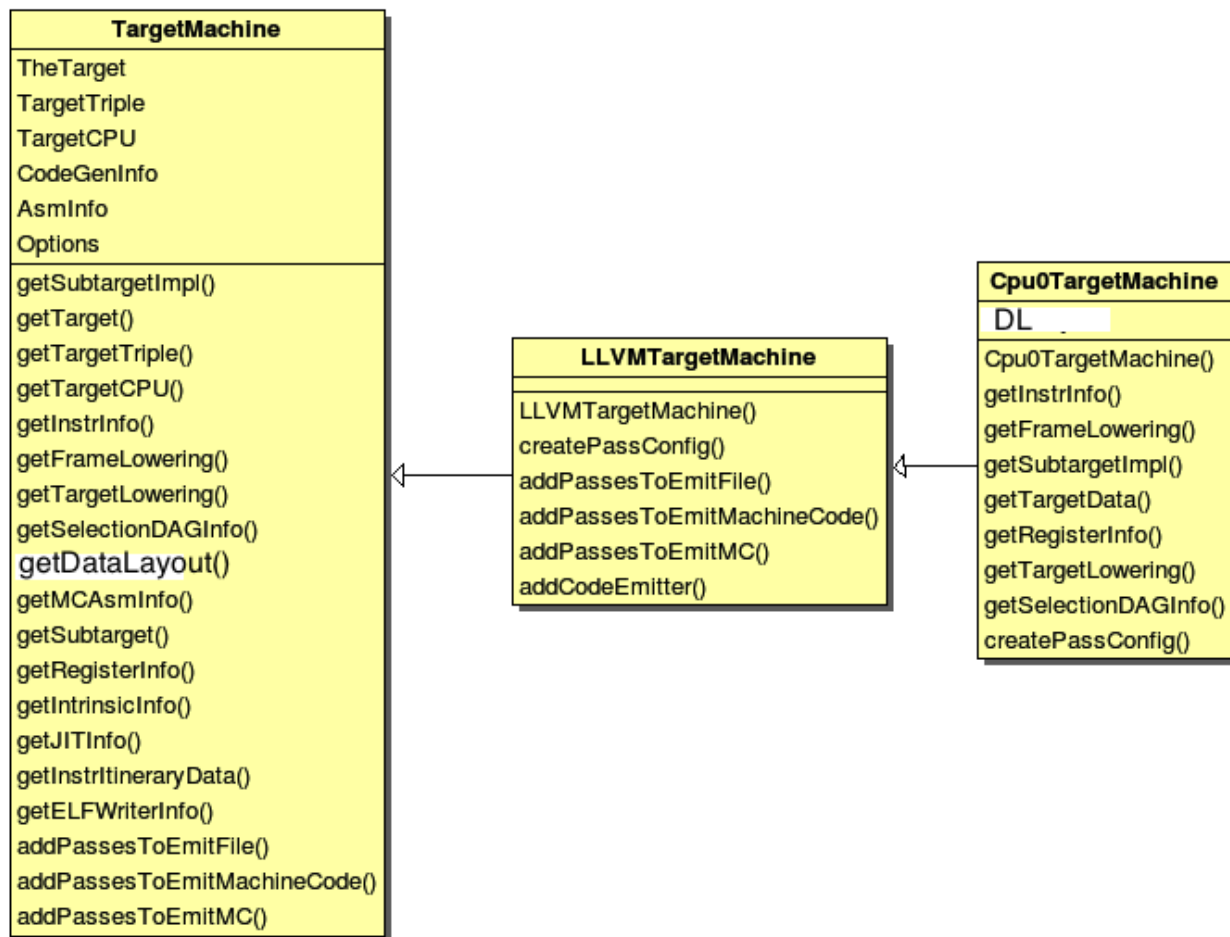 TargetMachine
TheTarget
TargetTriple
TargetCPU
CodeGenInfo
AsmInfo
Options
getSubtargetImpl()
getTarget()
getTargetTriple()
getTargetCPU()
getInstrInfo()
getFrameLowering()
getTargetLowering()
getSelectionDAGInfo()
getDataLayout()
getMCAsmInfo()
getSubtarget()
getRegisterInfo()
getIntrinsicInfo()
getJITInfo()
getInstrItineraryData()
getELFWriterInfo()
addPassesToEmitFile()
addPassesToEmitMachineCode()
addPassesToEmitMC()
LLVMTargetMachine
LLVMTargetMachine()
createPassConfig()
addPassesToEmitFile()
addPassesToEmitMachineCode()
addPassesToEmitMC()
addCodeEmitter()
Cpu0TargetMachine
DL
Cpu0TargetMachine()
getInstrInfo()
getFrameLowering()
getSubtargetImpl()
getTargetData()
getRegisterInfo()
getTargetLowering()
getSelectionDAGInfo()
createPassConfig()